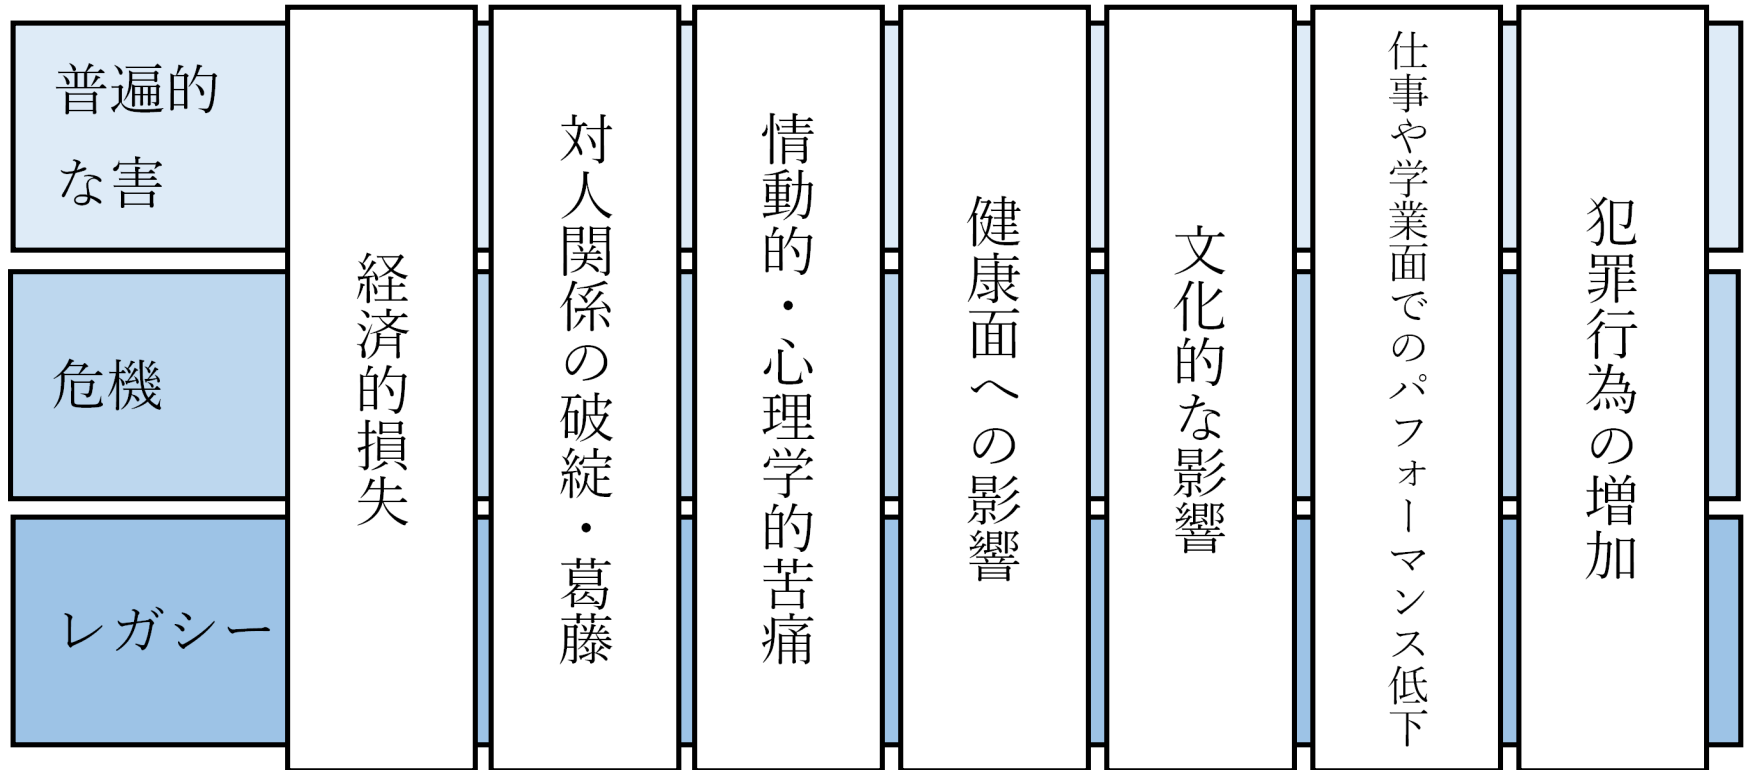 普遍的
な害
危機
レガシー
経済的損失
対人関係の破綻・葛藤
情動的・心理学的苦痛
健康面への影響
文化的な影響
仕事や学業面でのパフォーマンス低下
犯罪行為の増加